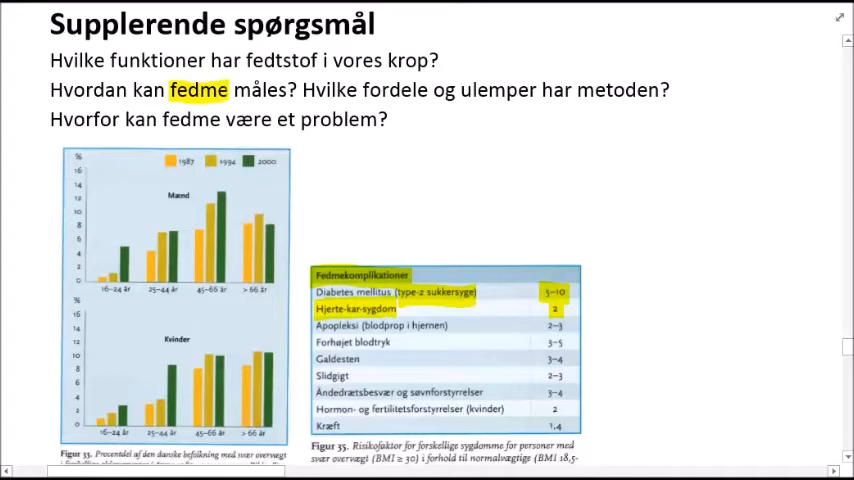 Supplerende spørgsmål
Hvilke funktioner har fedtstof i vores krop?
Hvordan kan fedme måles? Hvilke fordele og ulemper har metoden?
Hvorfor kan fedme være et problem?
%
1987 1994 2000
16
14
Mænd
12
10
8
6
4
2
0
16–24 år 25–44 år 45–66 år > 66 år
%
16
14
Kvinder
12
10
8
6
4
2
0
16–24 år 25–44 år 45–66 år > 66 år
Figur 33. Procentdel af den danske befolkning med svær overvægt
Fedmekomplikationer
Diabetes mellitus (type-2 sukkersyge) 5–10
Hjerte-kar-sygdom 2
Apopleksi (blodprop i hjernen) 2–3
Forhøjet blodtryk 3–5
Galdesten 3–4
Slidgigt 2–3
Åndedrætsbesvær og søvnforstyrrelser 3–4
Hormon- og fertilitetsforstyrrelser (kvinder) 2
Kræft 1,4
Figur 35. Risikofaktor for forskellige sygdomme for personer med
svær overvægt (BMI ≥ 30) i forhold til normalvægtige (BMI 18,5-